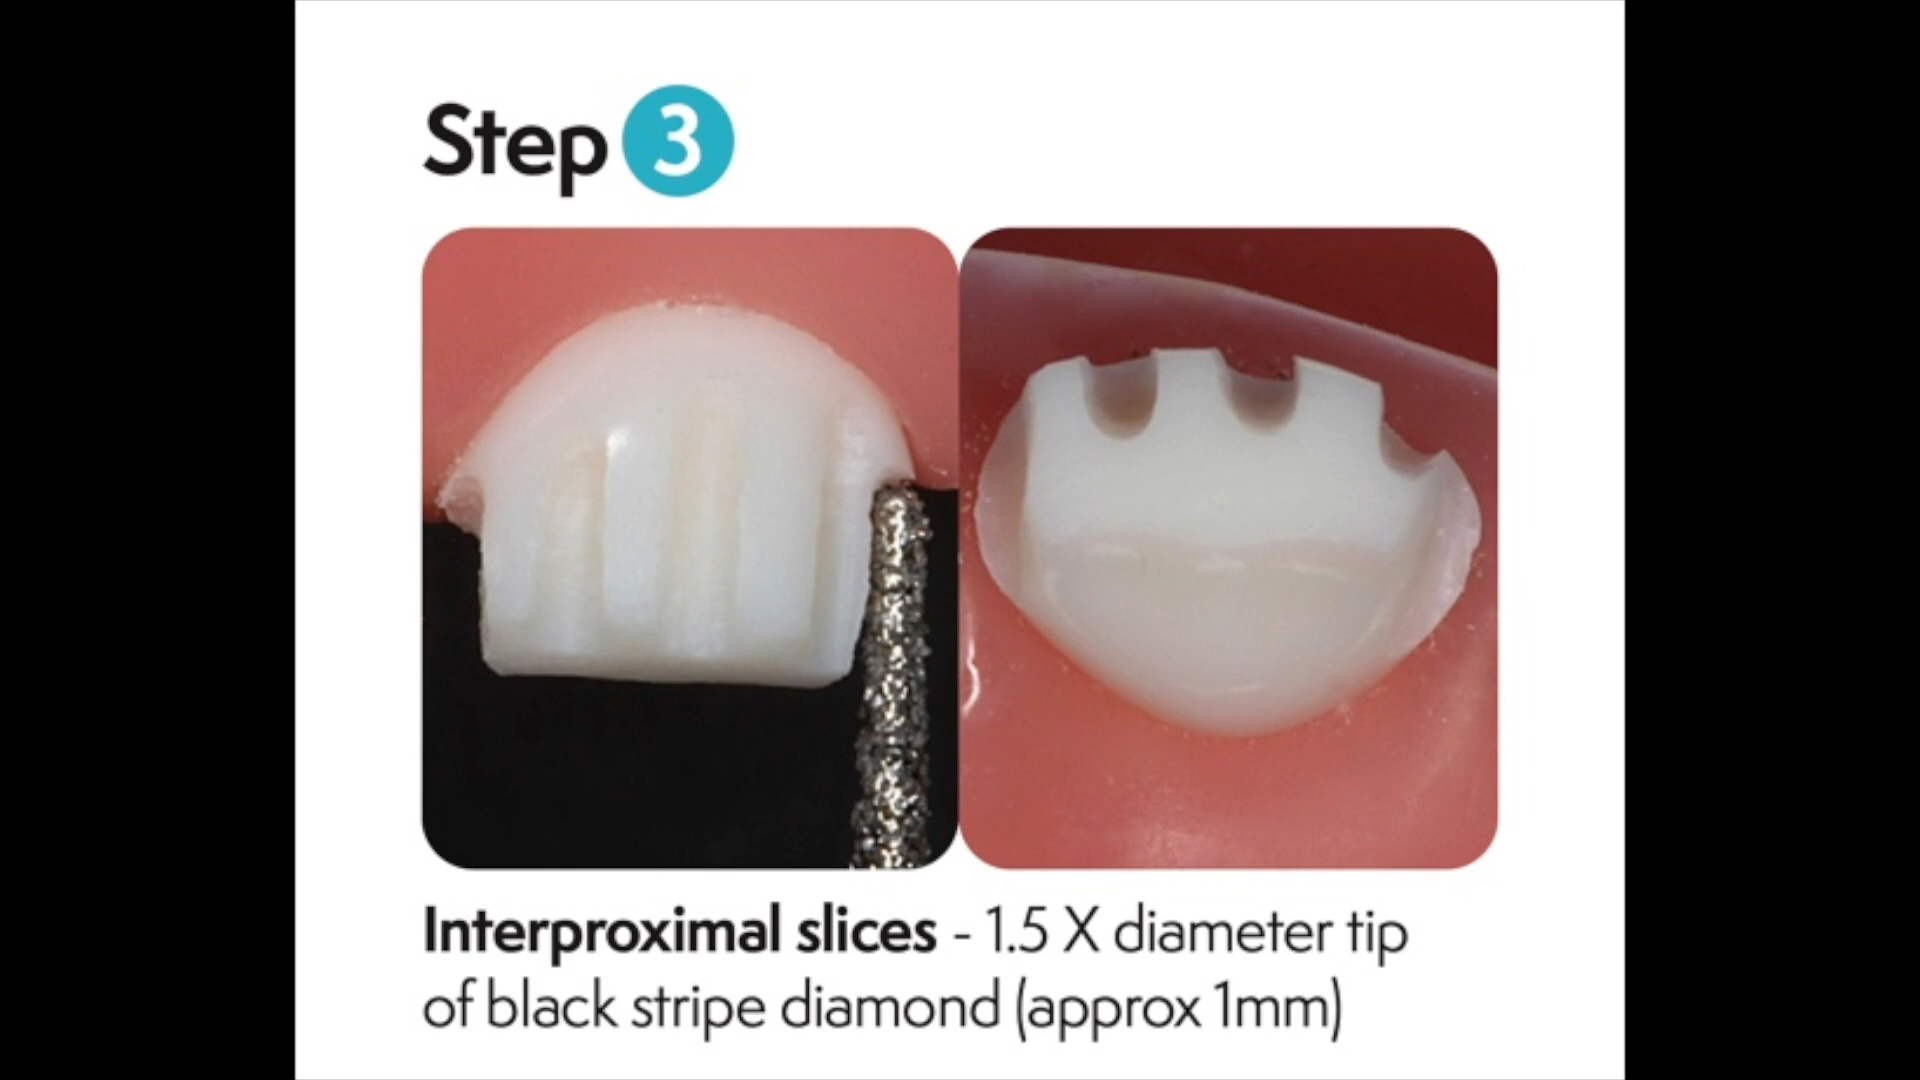 Step 3
Interproximal slices - 1.5 X diameter tip
of black stripe diamond (approx 1mm)